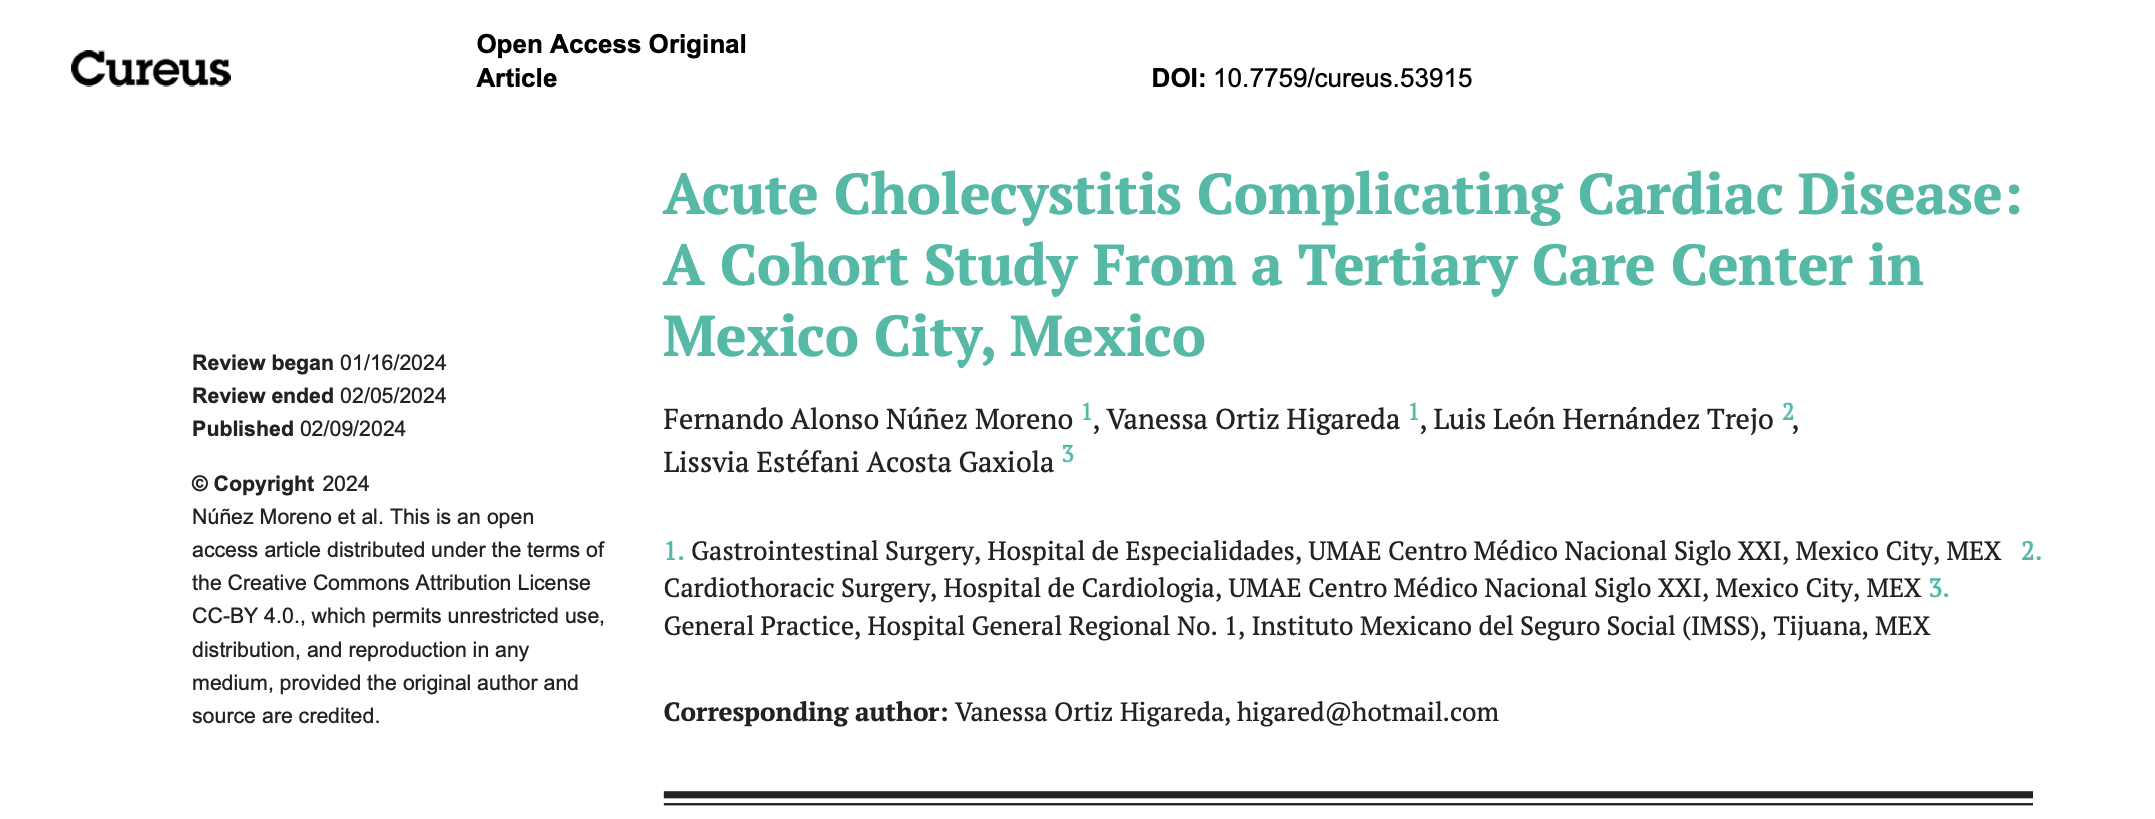 Cureus
Open Access Original
Article
DOI: 10.7759/cureus.53915
Acute Cholecystitis Complicating Cardiac Disease:
A Cohort Study From a Tertiary Care Center in
Mexico City, Mexico
Review began 01/16/2024
Review ended 02/05/2024
Published 02/09/2024
© Copyright 2024
Núñez Moreno et al. This is an open
access article distributed under the terms of
the Creative Commons Attribution License
CC-BY 4.0., which permits unrestricted use,
distribution, and reproduction in any
medium, provided the original author and
source are credited.
Fernando Alonso Núñez Moreno 1, Vanessa Ortiz Higareda 1, Luis León Hernández Trejo 2,
Lissvia Estéfani Acosta Gaxiola 3
1. Gastrointestinal Surgery, Hospital de Especialidades, UMAE Centro Médico Nacional Siglo XXI, Mexico City, MEX 2.
Cardiothoracic Surgery, Hospital de Cardiologia, UMAE Centro Médico Nacional Siglo XXI, Mexico City, MEX 3.
General Practice, Hospital General Regional No. 1, Instituto Mexicano del Seguro Social (IMSS), Tijuana, MEX
Corresponding author: Vanessa Ortiz Higareda, higared@hotmail.com